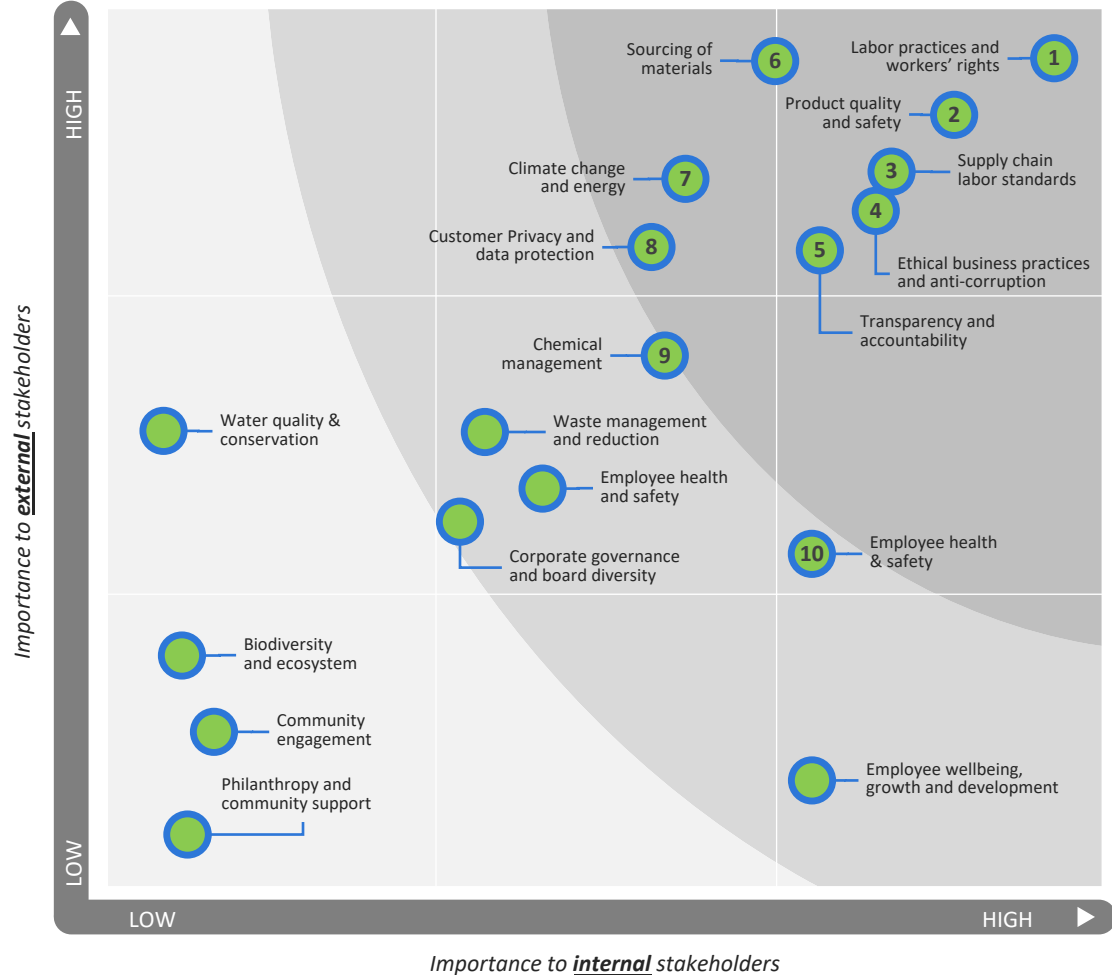 HIGH
Importance to external stakeholders
LOW
Sourcing of
materials
6
Labor practices and
workers’ rights
1
Product quality
and safety
2
Climate change
and energy
7
3
Supply chain
labor standards
4
Customer Privacy and
data protection
8
5
Ethical business practices
and anti-corruption
Transparency and
accountability
Chemical
management
9
Water quality &
conservation
Waste management
and reduction
Employee health
and safety
Corporate governance
and board diversity
10
Employee health
& safety
Biodiversity
and ecosystem
Community
engagement
Employee wellbeing,
growth and development
Philanthropy and
community support
LOW
HIGH
Importance to internal stakeholders